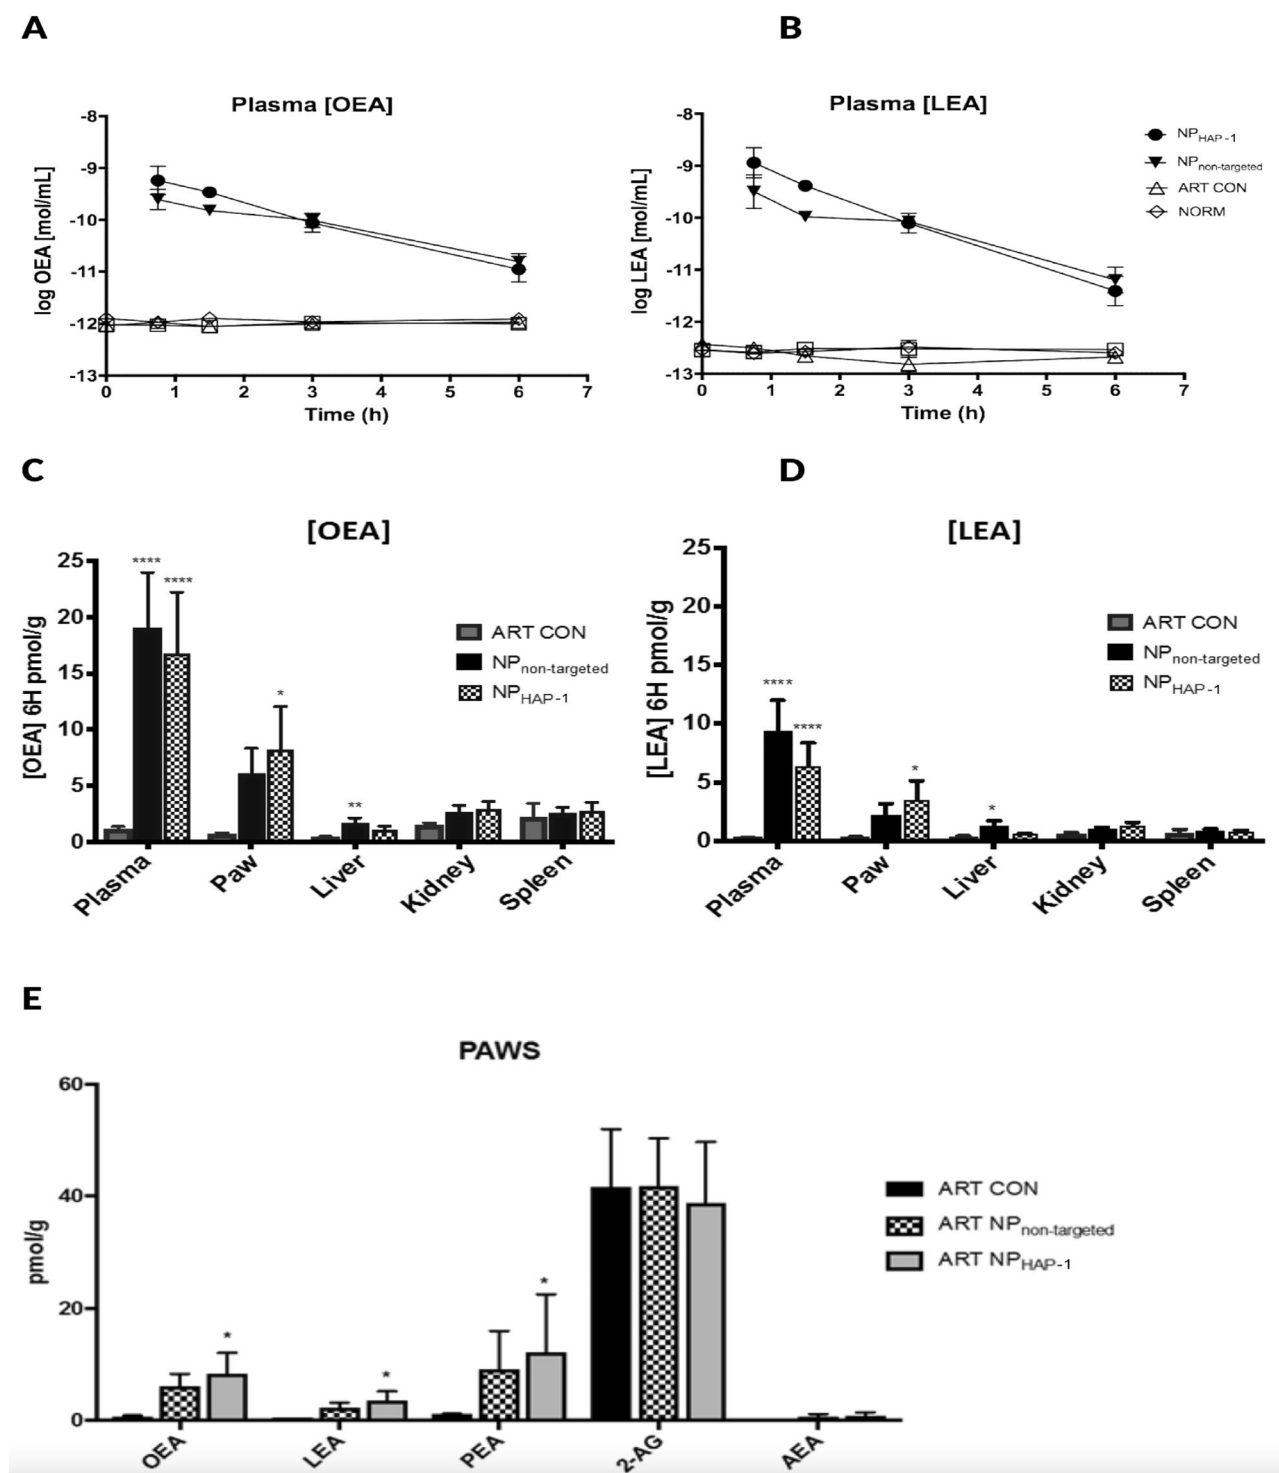 A
B
Plasma [OEA]
Plasma [LEA]
log OEA [mol/mL]
-8
-9
-10
-11
-12
-13
0
1
2
3
4
5
6
7
Time (h)
log LEA [mol/mL]
-8
-9
-10
-11
-12
-13
0
1
2
3
4
5
6
7
Time (h)
NPHAP-1
NPnon-targeted
ART CON
NORM
C
D
[OEA]
[OEA] 6H pmol/g
25
20
15
10
5
0
**** **** * **
ART CON
NPnon-targeted
NPHAP-1
Plasma
Paw
Liver
Kidney
Spleen
[LEA]
[LEA] 6H pmol/g
25
20
15
10
5
0
**** **** * *
ART CON
NPnon-targeted
NPHAP-1
Plasma
Paw
Liver
Kidney
Spleen
E
PAWS
pmol/g
60
40
20
0
* * *
ART CON
ART NPnon-targeted
ART NPHAP-1
OEA
LEA
PEA
2-AG
AEA